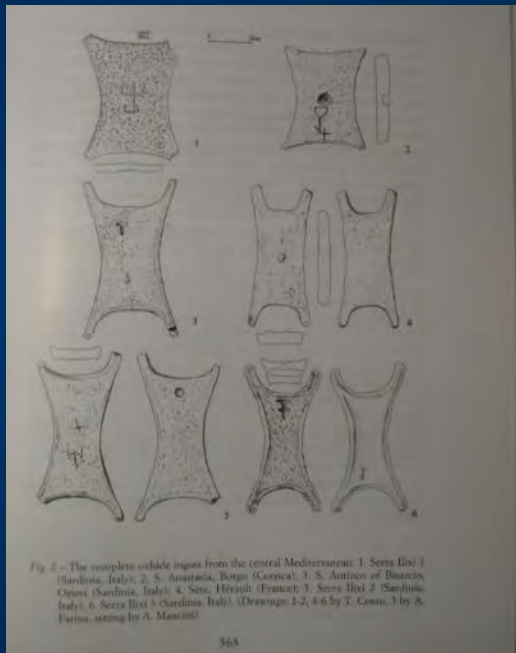 1
2
3
4
5
6
Fig. 2 – The complete oxhide ingots from the central Mediterranean: 1. Serra Ilixi 1
(Sardinia, Italy); 2. S. Anastasia, Borgo (Corsica); 3. S. Antioco of Bisarcio,
Ozieri (Sardinia, Italy); 4. Sète, Hérault (France); 5. Serra Ilixi 2 (Sardinia,
Italy); 6. Serra Ilixi 3 (Sardinia, Italy). (Drawings: 1-2, 4-6 by T. Cossu, 3 by A.
Farina, setting by A. Mancini)
363